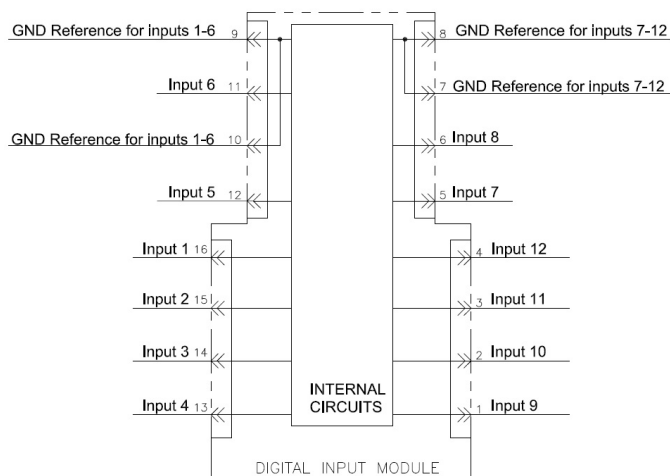 GND Reference for inputs 1-6 9
8 GND Reference for inputs 7-12
Input 6 11
7 GND Reference for inputs 7-12
GND Reference for inputs 1-6 10
6 Input 8
Input 5 12
5 Input 7
Input 1 16
4 Input 12
Input 2 15
3 Input 11
Input 3 14
2 Input 10
Input 4 13
1 Input 9
INTERNAL
CIRCUITS
DIGITAL INPUT MODULE